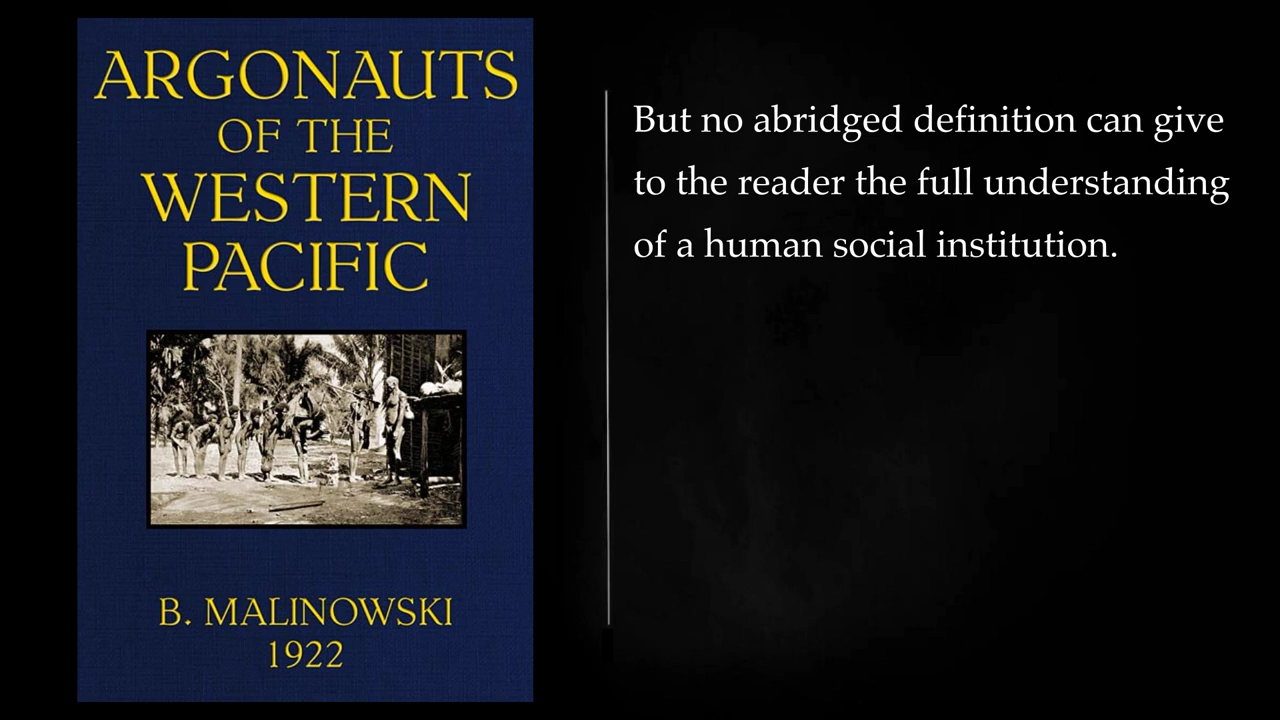 ARGONAUTS
OF THE
WESTERN
PACIFIC
B. MALINOWSKI
1922
But no abridged definition can give
to the reader the full understanding
of a human social institution.